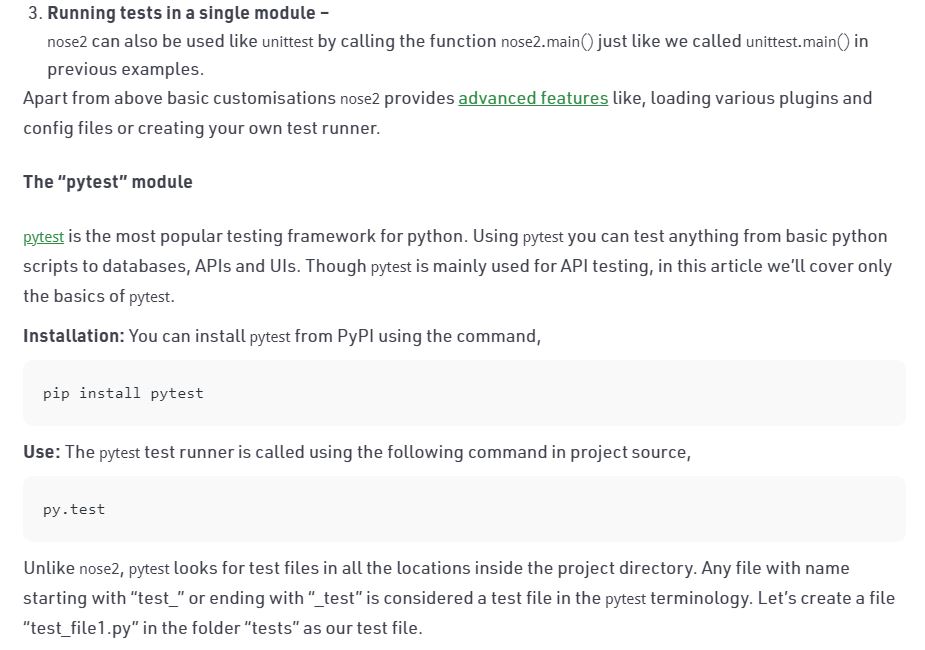 3. Running tests in a single module –
nose2 can also be used like unittest by calling the function nose2.main() just like we called unittest.main() in
previous examples.
Apart from above basic customisations nose2 provides advanced features like, loading various plugins and
config files or creating your own test runner.
The “pytest” module
pytest is the most popular testing framework for python. Using pytest you can test anything from basic python
scripts to databases, APIs and UIs. Though pytest is mainly used for API testing, in this article we’ll cover only
the basics of pytest.
Installation: You can install pytest from PyPI using the command,
pip install pytest
Use: The pytest test runner is called using the following command in project source,
py.test
Unlike nose2, pytest looks for test files in all the locations inside the project directory. Any file with name
starting with “test_” or ending with “_test” is considered a test file in the pytest terminology. Let’s create a file
“test_file1.py” in the folder “tests” as our test file.